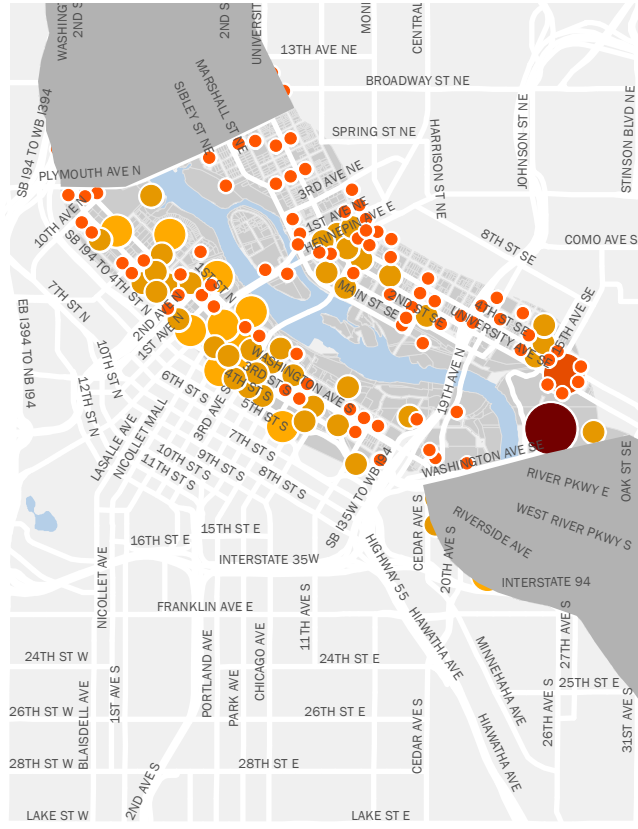 WASHINGT
2ND S
2ND S
UNIVERSIT
MONI
CENTRAL
13TH AVE NE
BROADWAY ST NE
MARSHALL ST NE
SIBLEY ST NE
SPRING ST NE
HARRISON ST NE
JOHNSON ST NE
STINSON BLVD NE
SB I94 TO WB I394
PLYMOUTH AVE N
3RD AVE NE
1ST AVE NE
HENNEPIN AVE E
8TH ST SE
COMO AVE S
10TH AVE N
SB I94 TO 4TH ST N
1ST ST N
7TH ST N
2ND AVE N
1ST AVE N
MAIN ST SE
2ND ST SE
4TH ST SE
UNIVERSITY AVE SE
15TH AVE SE
EB I394 TO NB I94
10TH ST N
12TH ST N
6TH ST S
WASHINGTON AVE S
3RD ST S
4TH ST S
5TH ST S
19TH AVE N
3RD AVE S
LASALLE AVE
NICOLLET MALL
7TH ST S
8TH ST S
9TH ST S
10TH ST S
11TH ST S
WASHINGTON AVE SE
SB I35W TO WB I94
RIVER PKWY E
OAK ST SE
WEST RIVER PKWY S
RIVERSIDE AVE
15TH ST E
16TH ST E
INTERSTATE 35W
CEDAR AVE S
20TH AVE S
INTERSTATE 94
HIGHWAY 55
NICOLLET AVE
FRANKLIN AVE E
11TH AVE S
HIAWATHA AVE
27TH AVE S
24TH ST W
PORTLAND AVE
PARK AVE
CHICAGO AVE
24TH ST E
MINNEHAHA AVE
25TH ST E
26TH ST W
BLAISDELL AVE
1ST AVE S
26TH ST E
CEDAR AVE S
HIAWATHA AVE
26TH AVE S
31ST AVE S
28TH ST W
2ND AVE S
28TH ST E
LAKE ST W
LAKE ST E